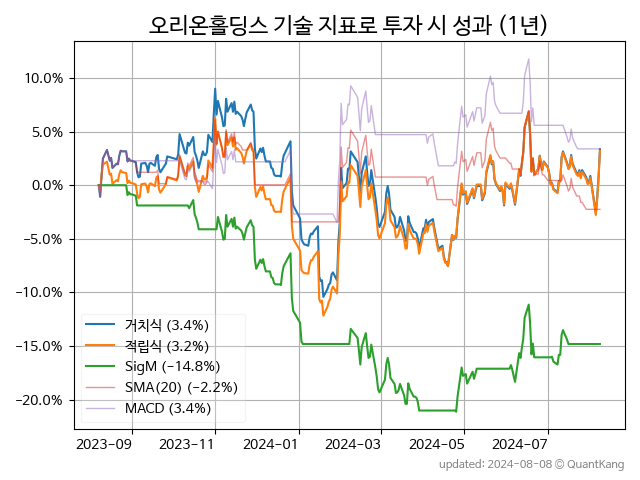 오리온홀딩스 기술 지표로 투자 시 성과 (1년)
10.0%
5.0%
0.0%
−5.0%
−10.0%
−15.0%
−20.0%
거치식 (3.4%)
적립식 (3.2%)
SigM (−14.8%)
SMA(20) (−2.2%)
MACD (3.4%)
2023-09
2023-11
2024-01
2024-03
2024-05
2024-07
updated: 2024-08-08 © QuantKang